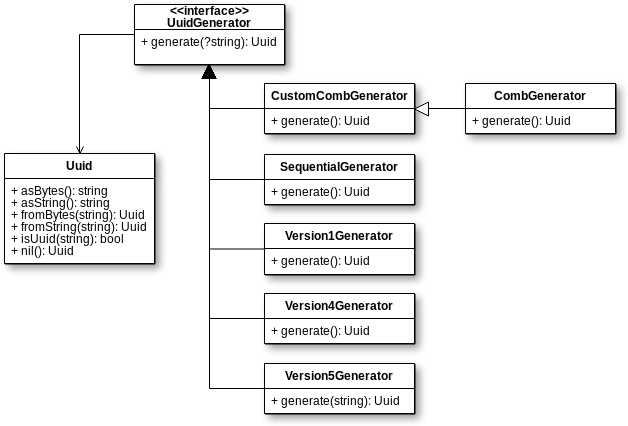 <<interface>>
UuidGenerator
+ generate(?string): Uuid
CustomCombGenerator
+ generate(): Uuid
CombGenerator
+ generate(): Uuid
Uuid
+ asBytes(): string
+ asString(): string
+ fromBytes(string): Uuid
+ fromString(string): Uuid
+ isUuid(string): bool
+ nil(): Uuid
SequentialGenerator
+ generate(): Uuid
Version1Generator
+ generate(): Uuid
Version4Generator
+ generate(): Uuid
Version5Generator
+ generate(string): Uuid